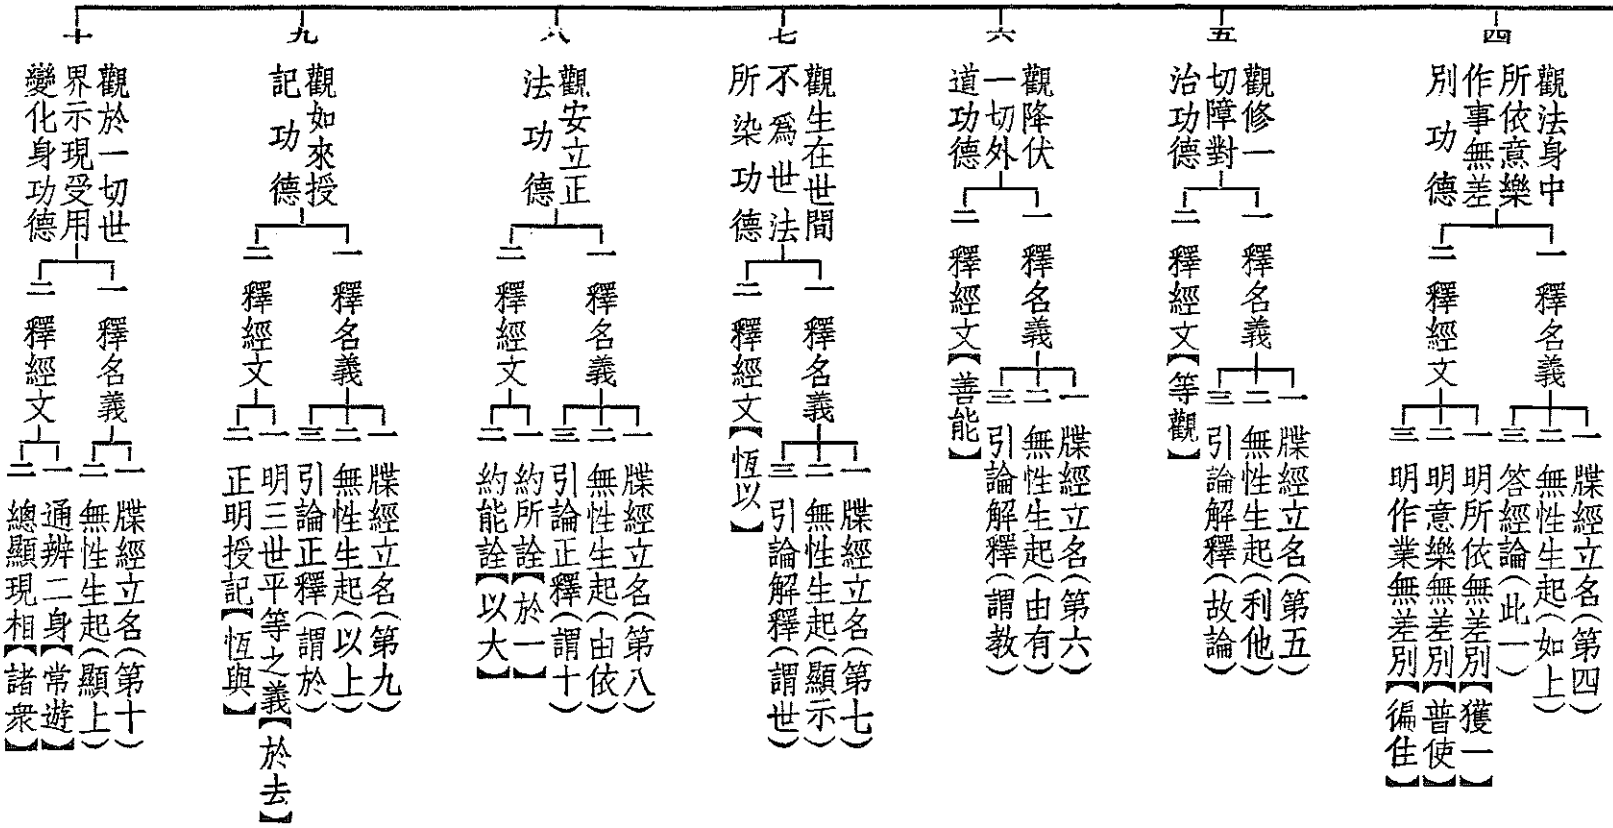 四
觀法身中
所依意樂
作事無差
別功德
一 釋名義
一 牒經立名(第四)
二 無性生起(如上)
三 答經論(此一)
二 釋經文
一 明所依無差別【獲一】
二 明意樂無差別【普使】
三 明作業無差別【徧住】
五
觀修一
切障對
治功德
一 釋名義
一 牒經立名(第五)
二 無性生起(利他)
三 引論解釋(故論)
二 釋經文【等觀】
六
觀降伏
一切外
道功德
一 釋名義
一 牒經立名(第六)
二 無性生起(由有)
三 引論解釋(謂教)
二 釋經文【善能】
七
觀生在世間
不為世法
所染功德
一 釋名義
一 牒經立名(第七)
二 無性生起(顯示)
三 引論解釋(謂世)
二 釋經文【恆以】
八
觀安立正
法功德
一 釋名義
一 牒經立名(第八)
二 無性生起(由依)
三 引論正釋(謂十)
二 釋經文
一 約所詮【於一】
二 約能詮【以大】
九
觀如來授
記功德
一 釋名義
一 牒經立名(第九)
二 無性生起(以上)
三 引論正釋(謂於)
二 釋經文
一 明三世平等之義【於去】
二 正明授記【恆與】
十
觀於一切世
界示現受用
變化身功德
一 釋名義
一 牒經立名(第十)
二 無性生起(顯上)
二 釋經文
一 通辨二身【常遊】
二 總顯現相【諸衆】